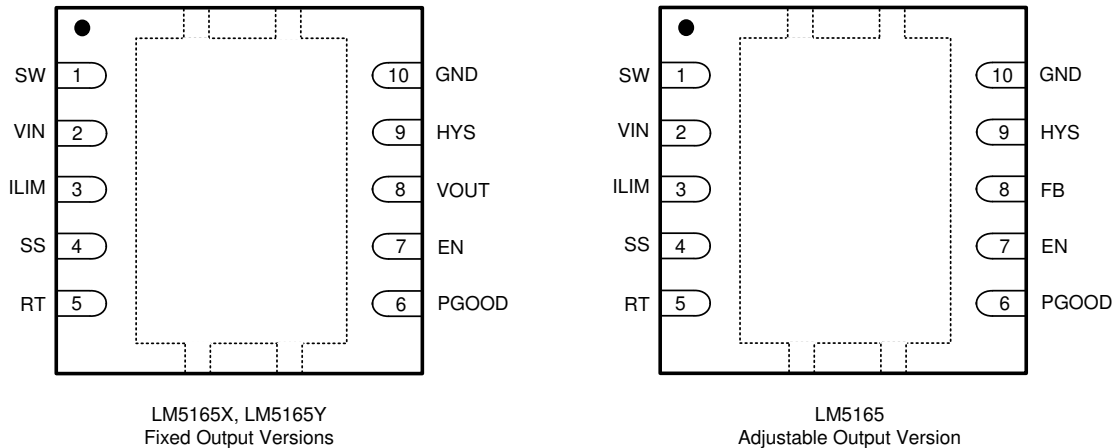 SW 1 10 GND
VIN 2 9 HYS
ILIM 3 8 VOUT
SS 4 7 EN
RT 5 6 PGOOD
LM5165X, LM5165Y
Fixed Output Versions
SW 1 10 GND
VIN 2 9 HYS
ILIM 3 8 FB
SS 4 7 EN
RT 5 6 PGOOD
LM5165
Adjustable Output Version